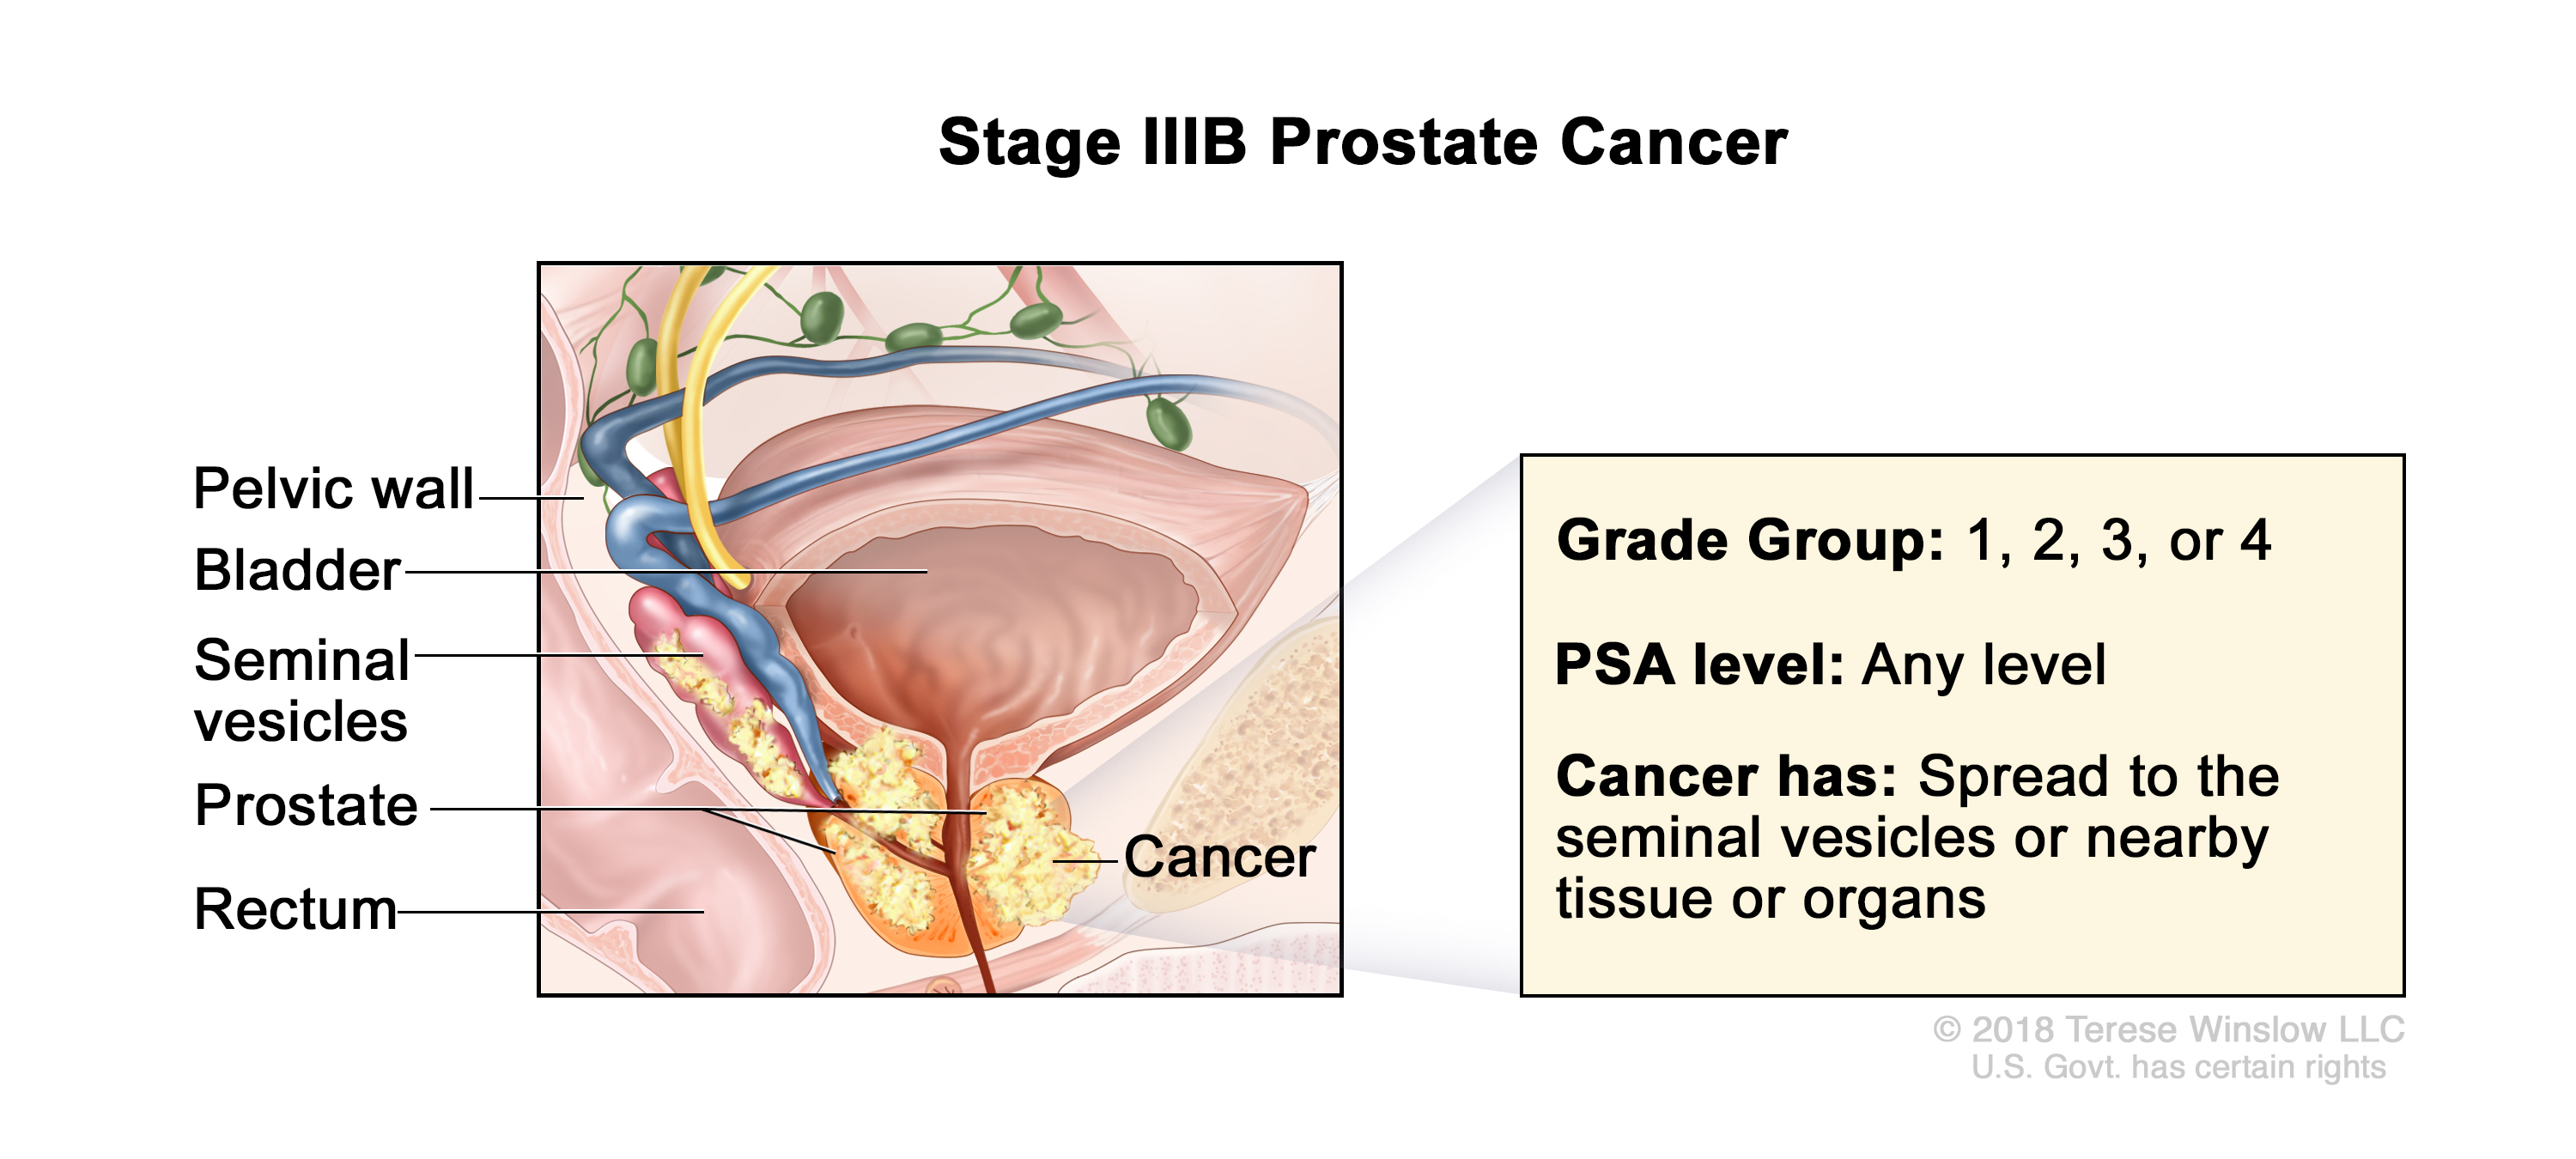 Stage IIIB Prostate Cancer
Pelvic wall
Bladder
Seminal
vesicles
Prostate
Rectum
Cancer
Grade Group: 1, 2, 3, or 4
PSA level: Any level
Cancer has: Spread to the
seminal vesicles or nearby
tissue or organs
© 2018 Terese Winslow LLC
U.S. Govt. has certain rights